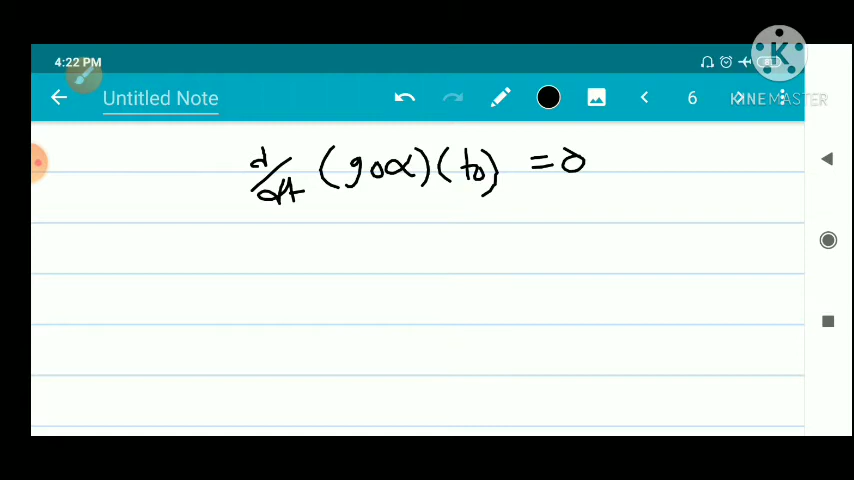 4:22 PM
KINEMASTER
Untitled Note
6
d/dt (g∘α)(t₀) = 0